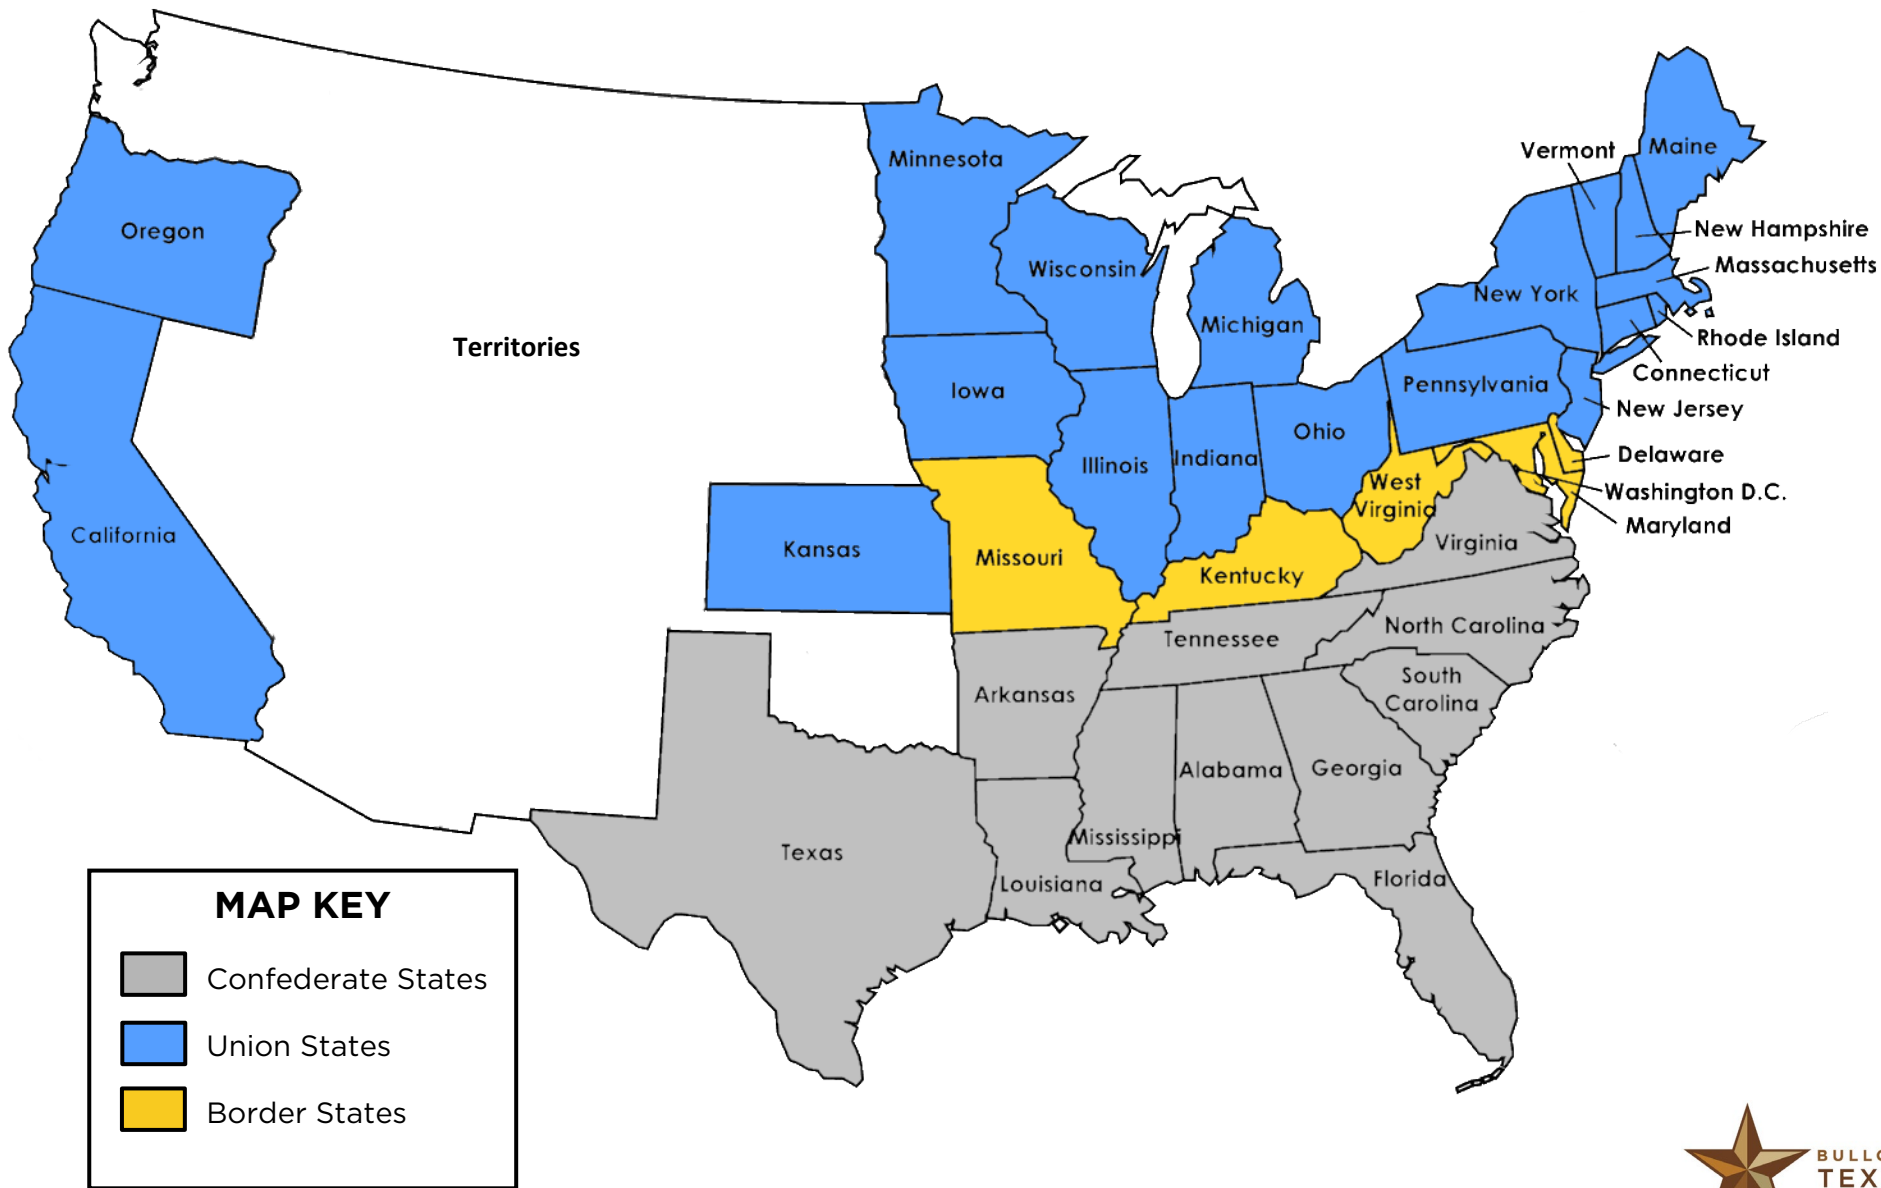 Vermont
Maine
Minnesota
Oregon
New Hampshire
Massachusetts
Wisconsin
New York
Michigan
Rhode Island
Territories
Connecticut
Pennsylvania
Iowa
New Jersey
Ohio
Illinois
Indiana
Delaware
West
Virginia
Washington D.C.
Maryland
California
Kansas
Missouri
Virginia
Kentucky
North Carolina
Tennessee
South
Carolina
Arkansas
Alabama
Georgia
Mississippi
Texas
Louisiana
Florida
MAP KEY
Confederate States
Union States
Border States
BULLO
TEX